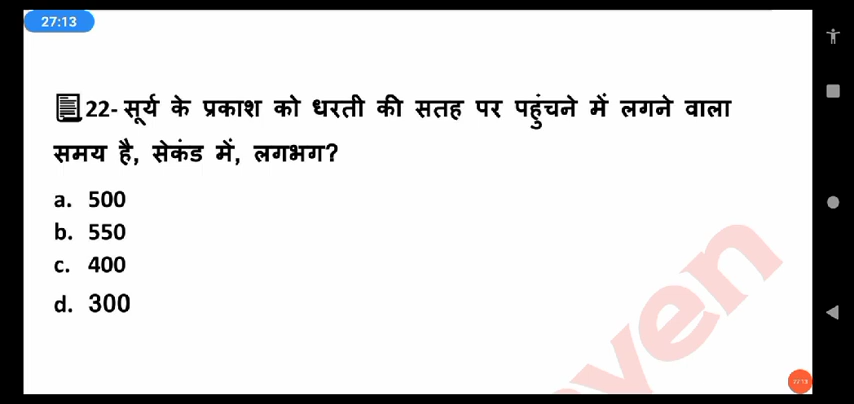 27:13
22- सूर्य के प्रकाश को धरती की सतह पर पहुंचने में लगने वाला
समय है, सेकंड में, लगभग?
a. 500
b. 550
c. 400
d. 300